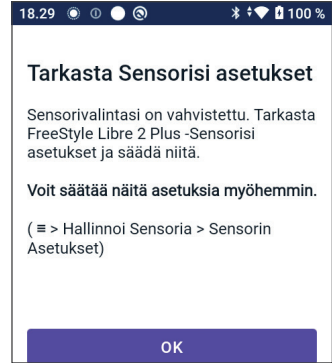 18.29 100 %
Tarkasta Sensorisi asetukset
Sensorivalintasi on vahvistettu. Tarkasta
FreeStyle Libre 2 Plus -Sensorisi
asetukset ja säädä niitä.
Voit säätää näitä asetuksia myöhemmin.
( ≡ > Hallinnoi Sensoria > Sensorin
Asetukset)
OK